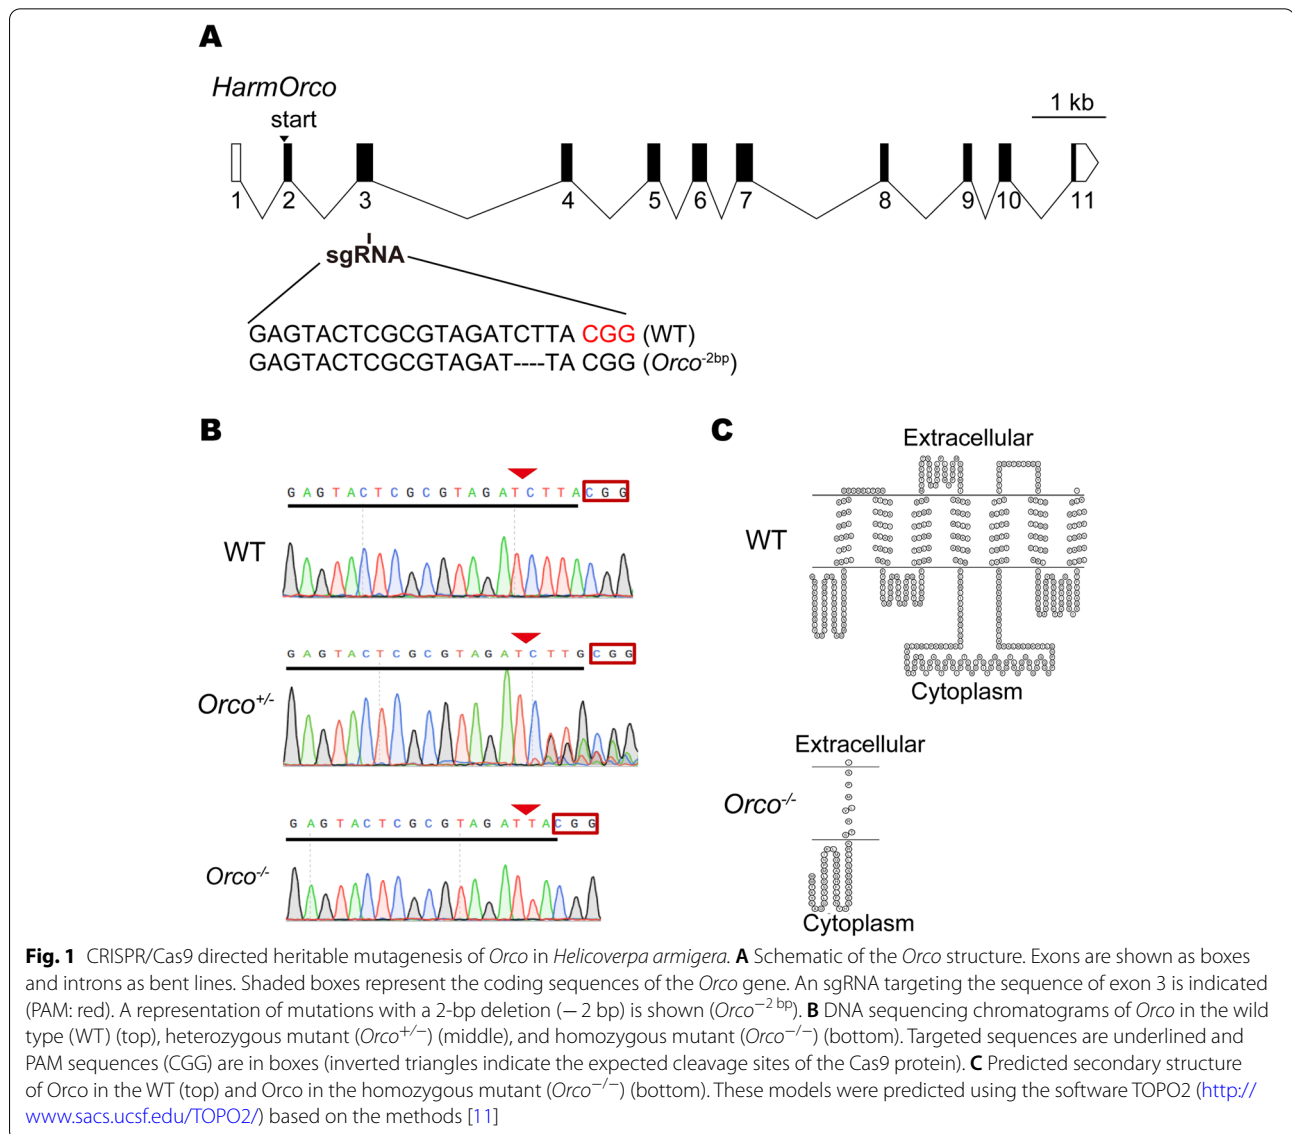 A
HarmOrco
start
1 kb
1 2 3 4 5 6 7 8 9 10 11
sgRNA
GAGTACTCGCGTAGATCTTA CGG (WT)
GAGTACTCGCGTAGAT----TA CGG (Orco-2bp)
B
GAGTACTCGCGTAGATCTTACGG
WT
GAGTACTCGCGTAGATCTTGCGG
Orco+/-
GAGTACTCGCGTAGATTACGG
Orco-/-
C
Extracellular
WT
Cytoplasm
Extracellular
Orco-/-
Cytoplasm
Fig. 1 CRISPR/Cas9 directed heritable mutagenesis of Orco in Helicoverpa armigera. A Schematic of the Orco structure. Exons are shown as boxes
and introns as bent lines. Shaded boxes represent the coding sequences of the Orco gene. An sgRNA targeting the sequence of exon 3 is indicated
(PAM: red). A representation of mutations with a 2-bp deletion (− 2 bp) is shown (Orco−2 bp). B DNA sequencing chromatograms of Orco in the wild
type (WT) (top), heterozygous mutant (Orco+/−) (middle), and homozygous mutant (Orco−/−) (bottom). Targeted sequences are underlined and
PAM sequences (CGG) are in boxes (inverted triangles indicate the expected cleavage sites of the Cas9 protein). C Predicted secondary structure
of Orco in the WT (top) and Orco in the homozygous mutant (Orco−/−) (bottom). These models were predicted using the software TOPO2 (http://
www.sacs.ucsf.edu/TOPO2/) based on the methods [11]